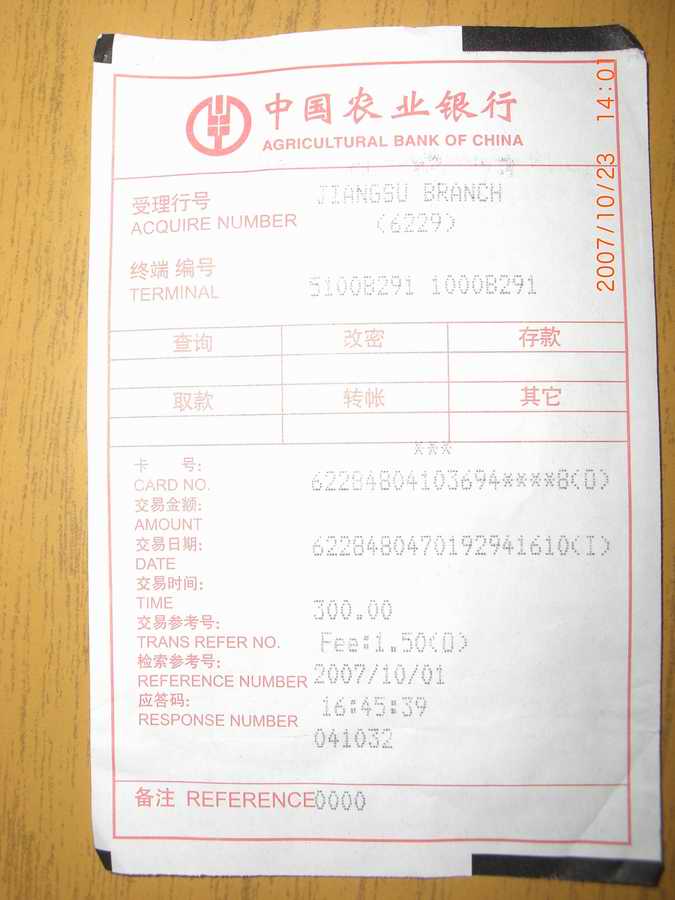 中国农业银行
AGRICULTURAL BANK OF CHINA
受理行号
ACQUIRE NUMBER
JIANGSU BRANCH
(6229)
终端 编号
TERMINAL
5100B291 1000B291
查询 改密 存款
取款 转帐 其它
***
卡 号:
CARD NO.
62284804103694****8(O)
交易金额:
AMOUNT
交易日期:
DATE
6228480470192941610(I)
交易时间:
TIME
300.00
交易参考号:
TRANS REFER NO.
Fee:1.50(O)
检索参考号:
REFERENCE NUMBER
2007/10/01
应答码:
RESPONSE NUMBER
16:45:39
041032
备注 REFERENCE
0000
2007/10/23 14:01